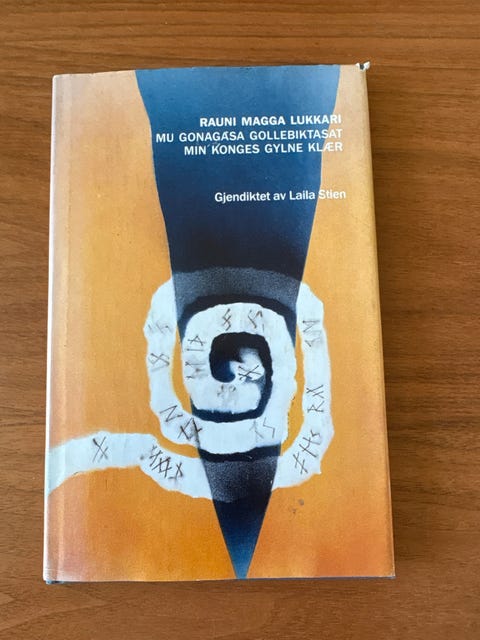 RAUNI MAGGA LUKKARI
MU GONAGASA GOLLEBIKTASAT
MIN KONGES GYLNE KLÆR
Gjendiktet av Laila Stien